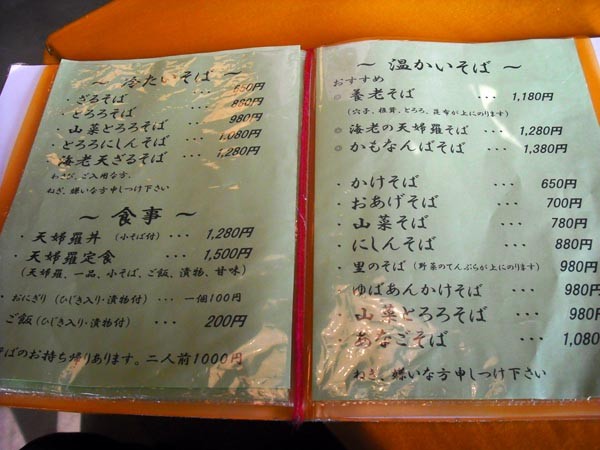 ～ 冷たいそば ～
・ざるそば ･･･ 650円
・とろろそば 880円
・山菜とろろそば 980円
・とろろにしんそば ･･･ 1,080円
海老天ざるそば ･･･ 1,280円
わさび、ご入用な方、
ねぎ、嫌いな方申しつけ下さい
～ 食事 ～
・天婦羅丼 (小そば付) ･･･ 1,280円
・天婦羅定食 ･･･ 1,500円
(天婦羅、一品、小そば、ご飯、漬物、甘味)
・おにぎり (ひじき入り・漬物付) ･･･ 一個100円
ご飯 (ひじき入り・漬物付) ･･･ 200円
そばのお持ち帰りあります。二人前1000円
～ 温かいそば ～
おすすめ
◎ 養老そば ･･･ 1,180円
(穴子、椎茸、とろろ、昆布が上にのります)
◎ 海老の天婦羅そば ･･･ 1,280円
◎ かもなんばそば ･･･ 1,380円
・かけそば ･･･ 650円
・おあげそば ･･･ 700円
・山菜そば ･･･ 780円
・にしんそば ･･･ 880円
・里のそば (野菜のてんぷらが上にのります) 980円
・ゆばあんかけそば ･･･ 980円
・山菜とろろそば ･･･ 980円
・あなごそば ･･･ 1,080
ねぎ、嫌いな方申しつけ下さい